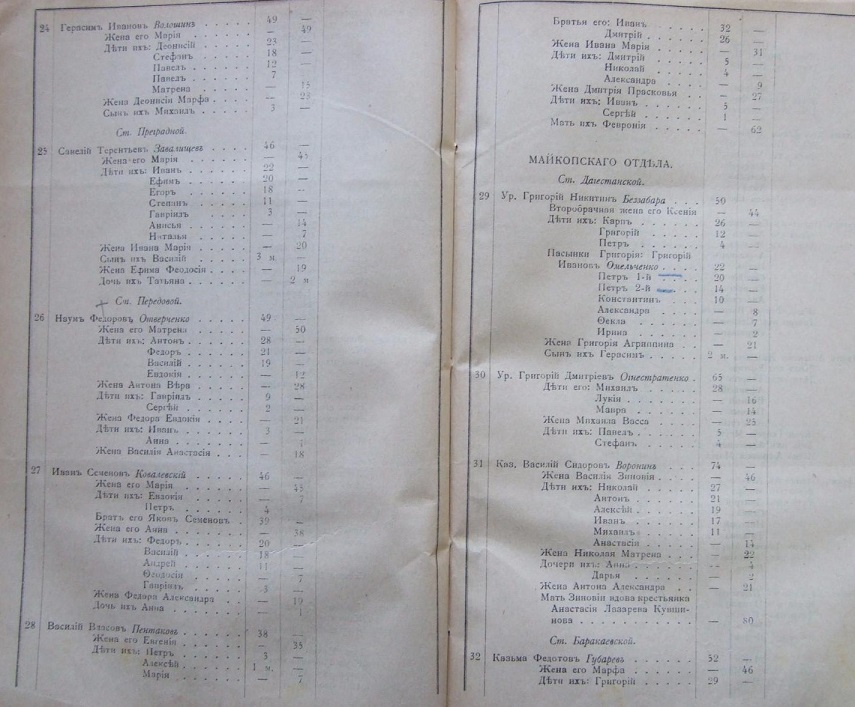 24 Герасимъ Ивановъ Волошинъ . . . 49 —
Жена его Марія . . . — 49
Дѣти ихъ: Деонисій . . . 23 —
Стефанъ . . . 18 —
Павелъ . . . 12 —
Павелъ . . . 7 —
Матрена . . . — 15
Жена Деонисія Марфа . . . — 23
Сынъ ихъ Михаилъ . . . 3 —
Ст. Преградной.
25 Савелій Терентьевъ Завалищевъ . . . 46 —
Жена его Марія . . . — 45
Дѣти ихъ: Иванъ . . . 22 —
Ефимъ . . . 20 —
Егоръ . . . 18 —
Степанъ . . . 11 —
Гавріилъ . . . 3 —
Анисья . . . — 14
Наталья . . . — 7
Жена Ивана Марія . . . — 20
Сынъ ихъ Василій . . . 3 м. —
Жена Ефима Феодосія . . . — 19
Дочь ихъ Татьяна . . . — 2 м
Ст. Передовой.
26 Наумъ Федоровъ Отверченко . . . 49 —
Жена его Матрена . . . — 50
Дѣти ихъ: Антонъ . . . 28 —
Федоръ . . . 21 —
Василій . . . 19 —
Евдокія . . . — 12
Жена Антона Вѣра . . . — 28
Дѣти ихъ: Гавріилъ . . . 9 —
Сергѣй . . . 2 —
Жена Федора Евдокія . . . — 21
Дѣти ихъ: Иванъ . . . 3 —
Анна . . . — 1
Жена Василія Анастасія . . . — 18
27 Иванъ Семеновъ Ковалевскій . . . 46 —
Жена его Марія . . . — 45
Дѣти ихъ: Евдокія . . . — 7
Петръ . . . 4 —
Братъ его Яковъ Семеновъ . . . 39 —
Жена его Анна . . . — 38
Дѣти ихъ: Федоръ . . . 20 —
Василій . . . 18 —
Андрей . . . 11 —
Ѳеодосія . . . — 7
Гавріилъ . . . 3 —
Жена Федора Александра . . . — 19
Дочь ихъ Анна . . . — 1
28 Василій Власовъ Пентаковъ . . . 38 —
Жена его Евгенія . . . — 35
Дѣти ихъ: Петръ . . . 3 —
Алексѣй . . . 1 м. —
Марія . . . — 7
Братья его: Иванъ . . . 32 —
Дмитрій . . . 26 —
Жена Ивана Марія . . . — 31
Дѣти ихъ: Дмитрій . . . 5 —
Николай . . . 4 —
Александра . . . — 9
Жена Дмитрія Прасковья . . . — 27
Дѣти ихъ: Иванъ . . . 5 —
Сергѣй . . . 1 —
Мать ихъ Февронія . . . — 62
МАЙКОПСКАГО ОТДѢЛА.
Ст. Дагестанской.
29 Ур. Григорій Никитинъ Беззабара . . . 50 —
Второбрачная жена его Ксенія — 44
Дѣти ихъ: Карпъ . . . 26 —
Григорій . . . 12 —
Петръ . . . 4 —
Пасынки Григорія: Григорій
Ивановъ Омельченко . . . 22 —
Петръ 1-й . . . 20 —
Петръ 2-й . . . 14 —
Константинъ . . . 10 —
Александра . . . — 8
Ѳекла . . . — 7
Ирина . . . — 2
Жена Григорія Агриппина . . . — 21
Сынъ ихъ Герасимъ . . . 2 м. —
30 Ур. Григорій Дмитріевъ Онестратенко . 65 —
Дѣти его: Михаилъ . . . 28 —
Лукія . . . — 16
Мавра . . . — 14
Жена Михаила Васса . . . — 25
Дѣти ихъ: Павелъ . . . 5 —
Стефанъ . . . 4 —
31 Каз. Василій Сидоровъ Воронинъ . . . 74 —
Жена Василія Зиновія . . . — 46
Дѣти ихъ: Николай . . . 27 —
Антонъ . . . 21 —
Алексѣй . . . 19 —
Иванъ . . . 17 —
Михаилъ . . . 11 —
Анастасія . . . — 14
Жена Николая Матрена . . . — 22
Дочери ихъ: Анна . . . — 4
Дарья . . . — 2
Жена Антона Александра . . . — 21
Мать Зиновіи вдова крестьянка
Анастасія Лазарева Кувши-
нова . . . — 80
Ст. Баракаевской.
32 Казьма Федотовъ Губаревъ . . . 52 —
Жена его Марфа . . . — 46
Дѣти ихъ: Григорій . . . 29 —